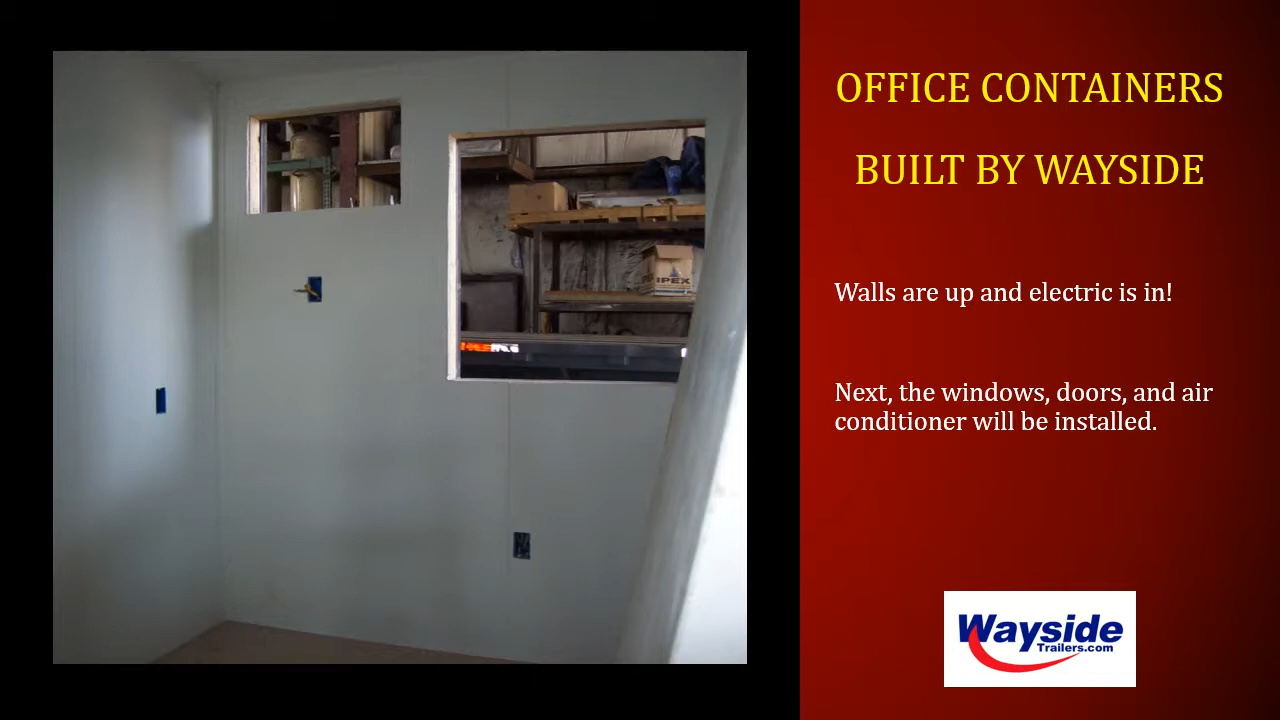 OFFICE CONTAINERS
BUILT BY WAYSIDE
Walls are up and electric is in!
Next, the windows, doors, and air
conditioner will be installed.
IPEX
Wayside
Trailers.com